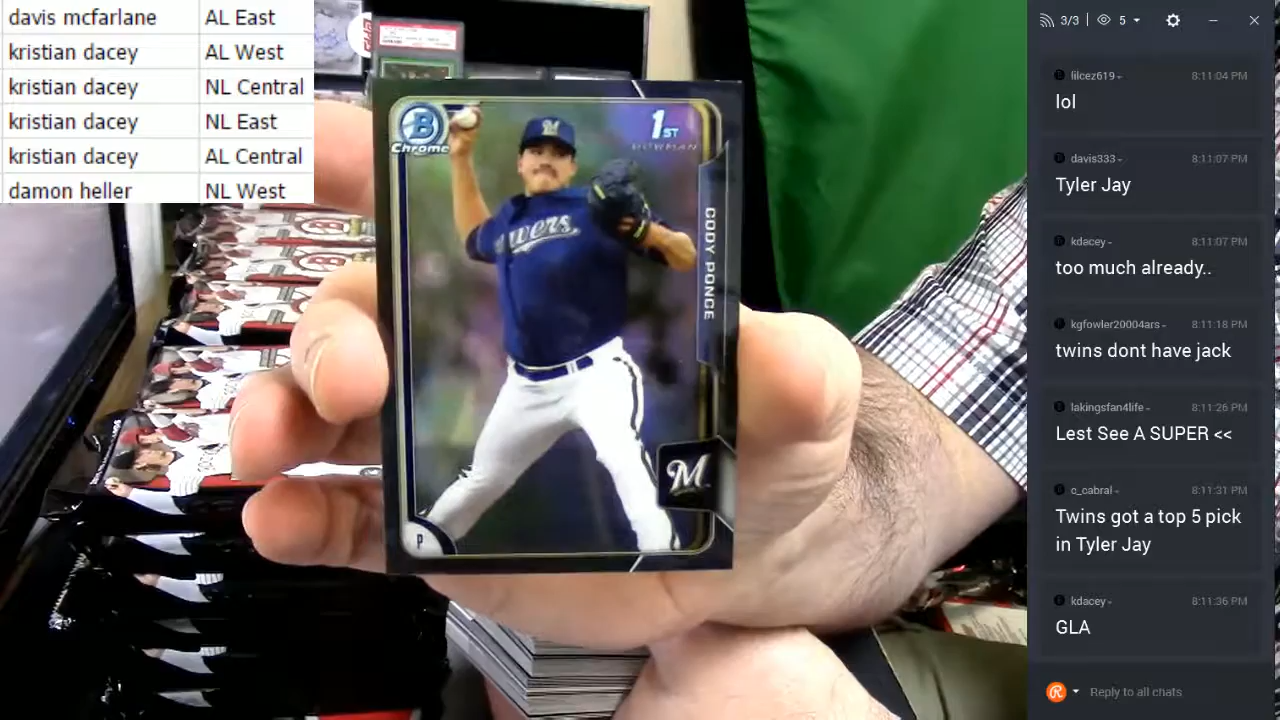 davis mcfarlane AL East
kristian dacey AL West
kristian dacey NL Central
kristian dacey NL East
kristian dacey AL Central
damon heller NL West
B
Chrome
M
1ST
BOWMAN
CODY PONCE
M
P
3/3 5
lilcez619 8:11:04 PM
lol
davis333 8:11:07 PM
Tyler Jay
kdacey 8:11:07 PM
too much already..
kgfowler20004ars 8:11:18 PM
twins dont have jack
lakingsfan4life 8:11:26 PM
Lest See A SUPER <<
c_cabral 8:11:31 PM
Twins got a top 5 pick
in Tyler Jay
kdacey 8:11:36 PM
GLA
Reply to all chats